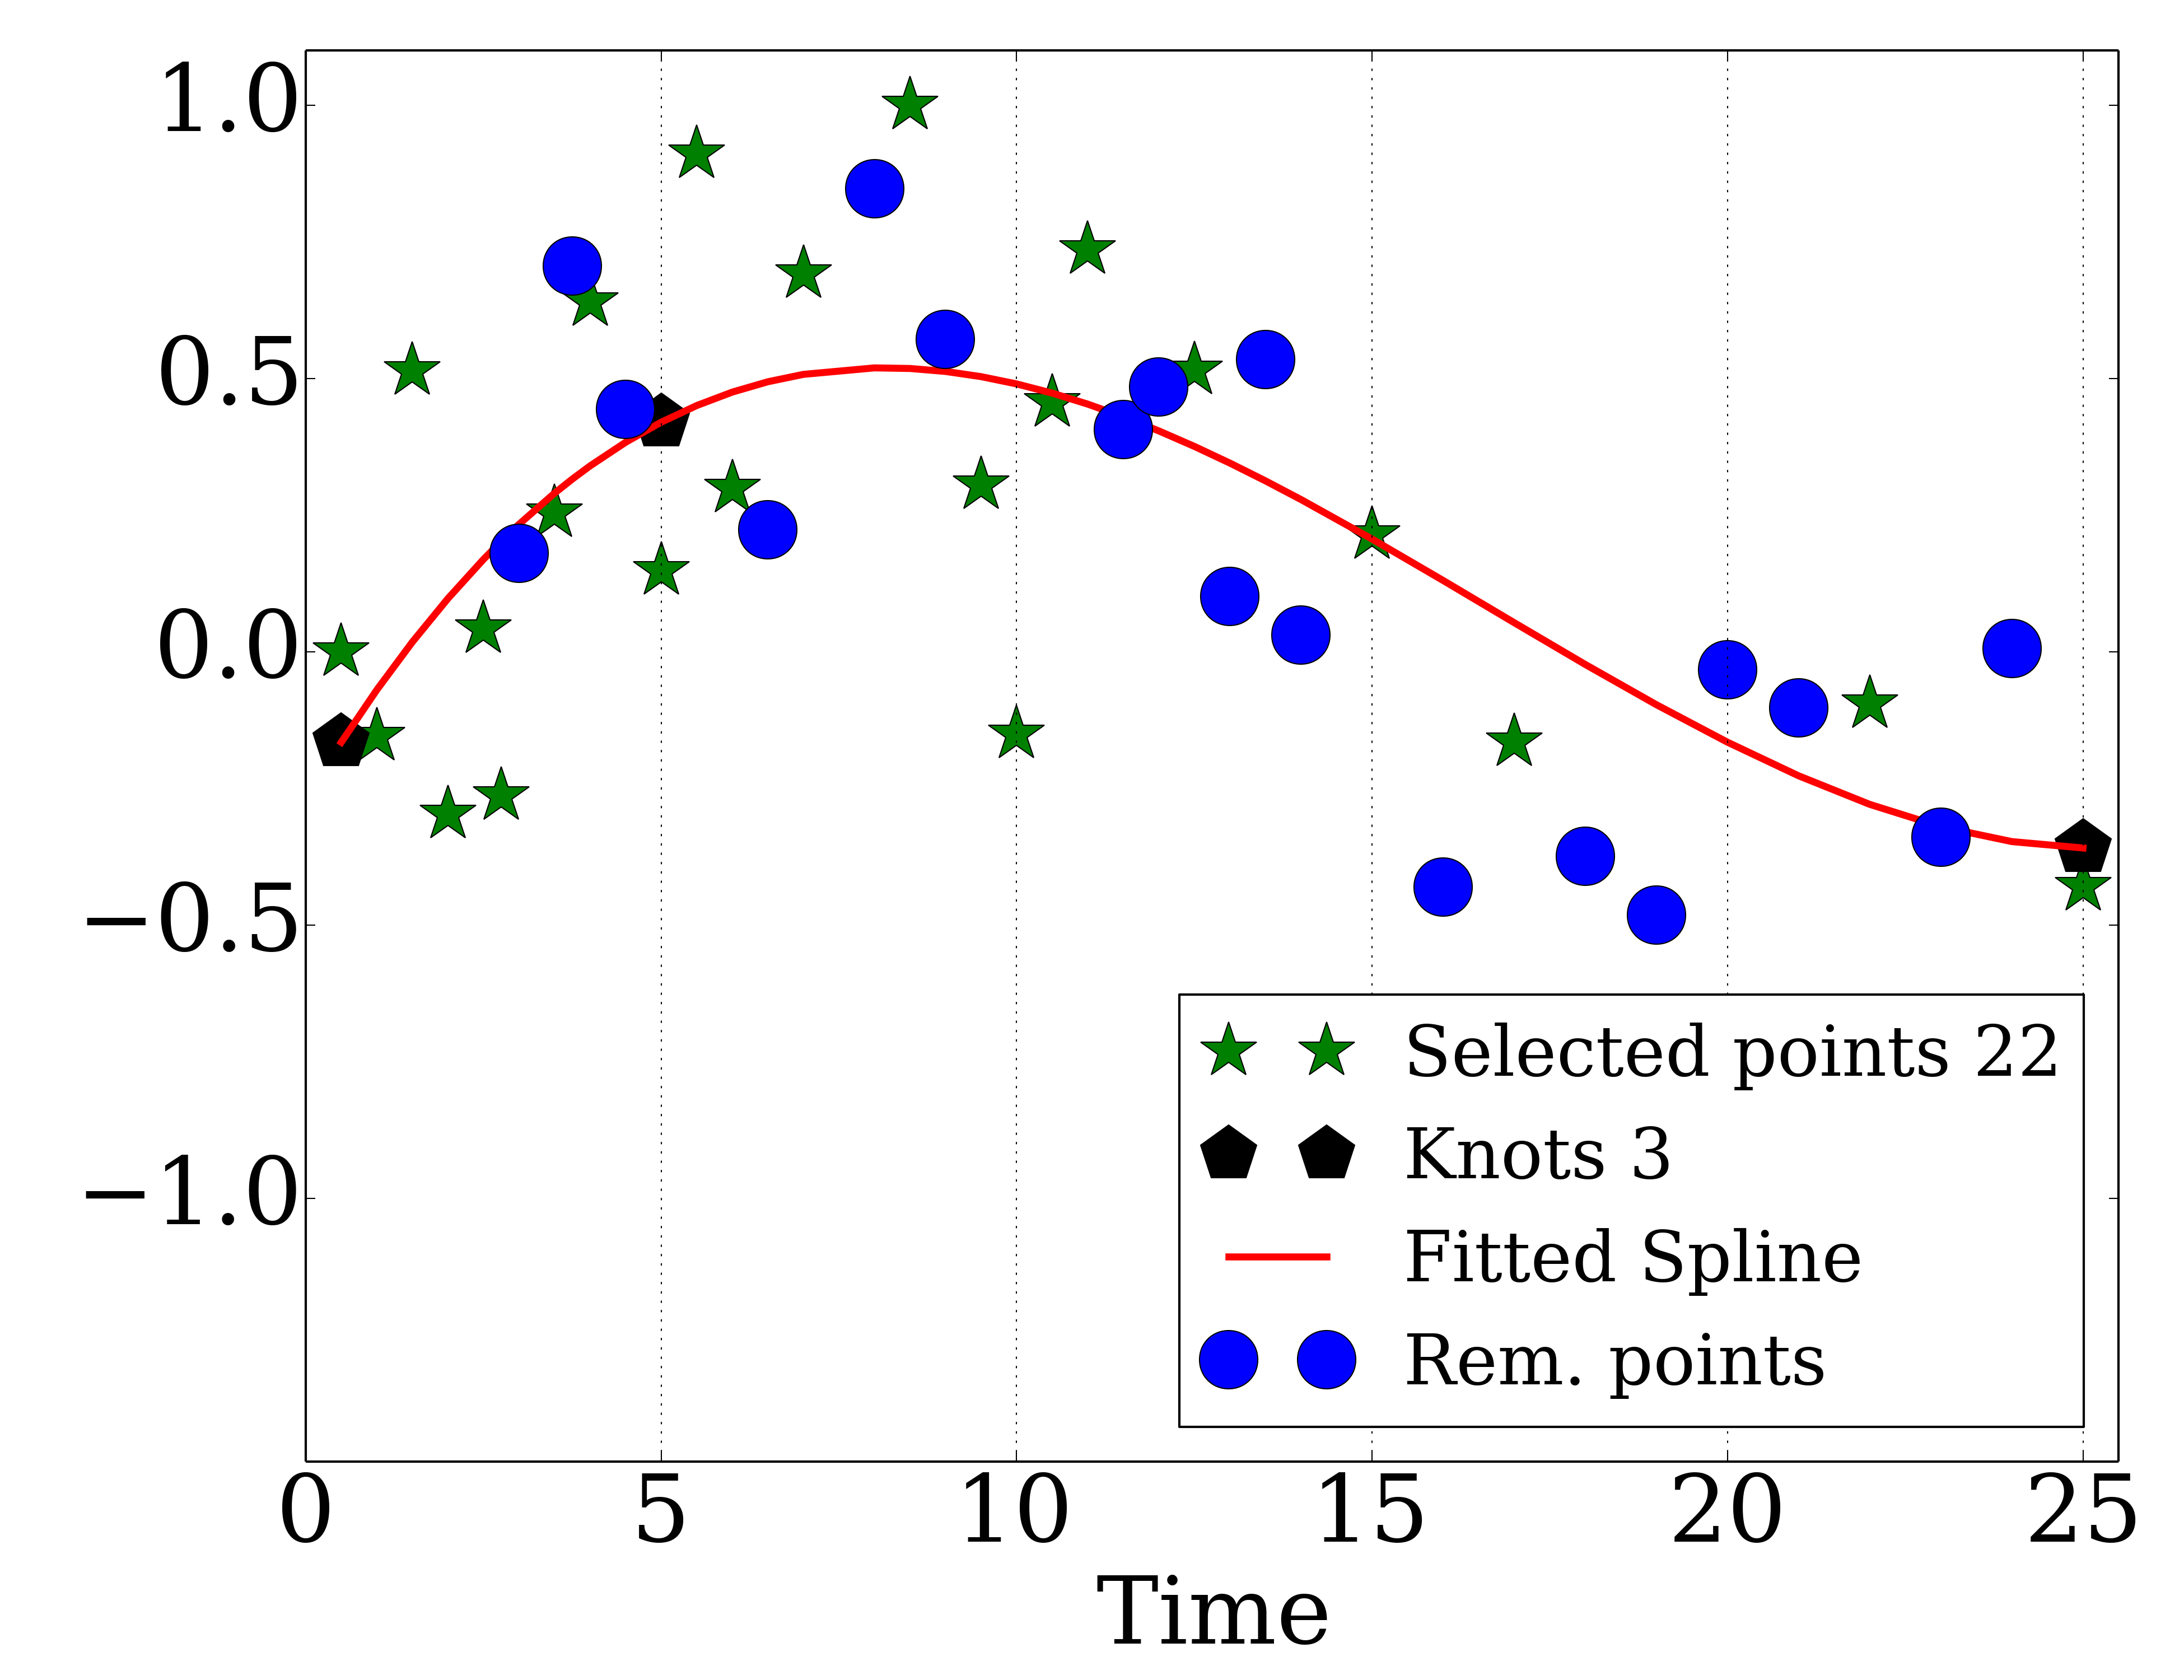 1.0
0.5
0.0
−0.5
−1.0
0 5 10 15 20 25
Time
Selected points 22
Knots 3
Fitted Spline
Rem. points